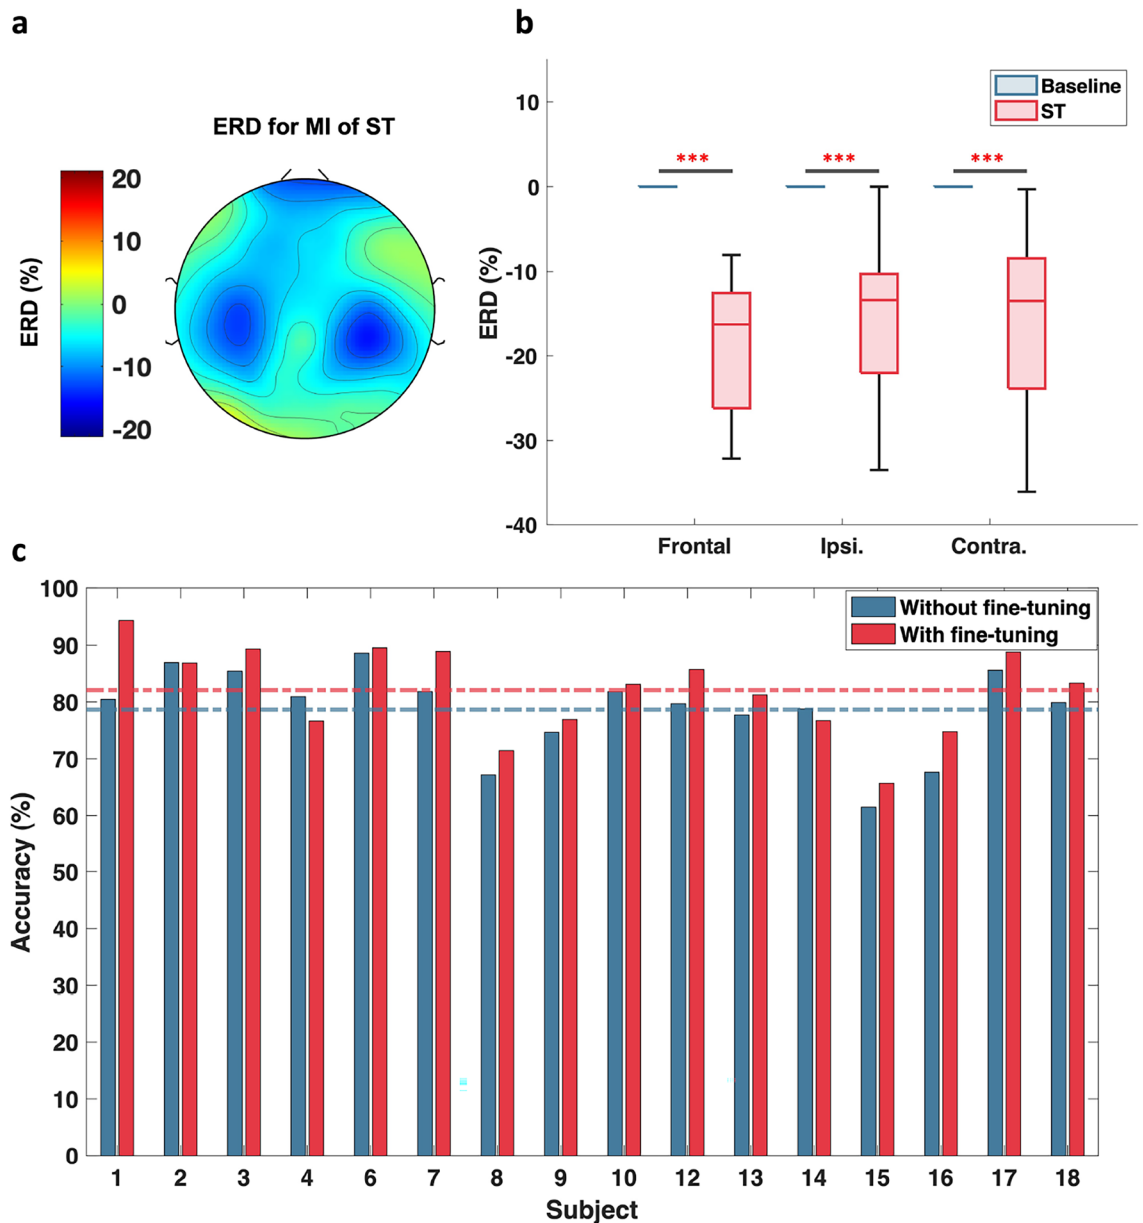 a
b
ERD for MI of ST
ERD (%)
20
10
0
-10
-20
ERD (%)
10
0
-10
-20
-30
-40
Baseline
ST
*** *** ***
Frontal Ipsi. Contra.
c
Accuracy (%)
100
90
80
70
60
50
40
30
20
10
0
Without fine-tuning
With fine-tuning
1 2 3 4 6 7 8 9 10 12 13 14 15 16 17 18
Subject